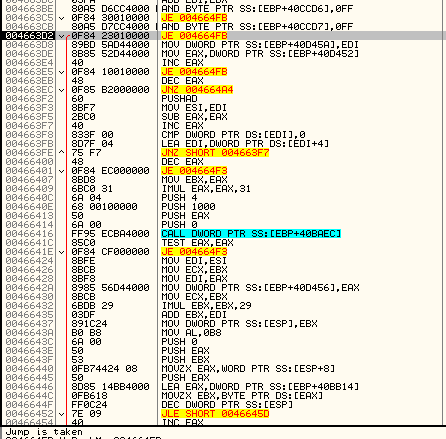 ADD EBX,EDI
80A5 D6CC4000 AND BYTE PTR SS:[EBP+40CCD6],0FF
004663C5 0F84 30010000 JE 004664FB
80A5 D7CC4000 AND BYTE PTR SS:[EBP+40CCD7],0FF
004663D2 0F84 23010000 JE 004664FB
004663D8 89BD 5AD44000 MOV DWORD PTR SS:[EBP+40D45A],EDI
004663DE 8B85 52D44000 MOV EAX,DWORD PTR SS:[EBP+40D452]
004663E4 40 INC EAX
004663E5 0F84 10010000 JE 004664FB
004663EB 48 DEC EAX
004663EC 0F85 B2000000 JNZ 004664A4
004663F2 60 PUSHAD
004663F3 8BF7 MOV ESI,EDI
004663F5 2BC0 SUB EAX,EAX
004663F7 40 INC EAX
004663F8 833F 00 CMP DWORD PTR DS:[EDI],0
004663FB 8D7F 04 LEA EDI,DWORD PTR DS:[EDI+4]
004663FE 75 F7 JNZ SHORT 004663F7
00466400 48 DEC EAX
00466401 0F84 EC000000 JE 004664F3
00466407 8BD8 MOV EBX,EAX
00466409 6BC0 31 IMUL EAX,EAX,31
0046640C 6A 04 PUSH 4
0046640E 68 00100000 PUSH 1000
00466413 50 PUSH EAX
00466414 6A 00 PUSH 0
00466416 FF95 ECBA4000 CALL DWORD PTR SS:[EBP+40BAEC]
0046641C 85C0 TEST EAX,EAX
0046641E 0F84 CF000000 JE 004664F3
00466424 8BFE MOV EDI,ESI
00466426 8BCB MOV ECX,EBX
00466428 8BF8 MOV EDI,EAX
0046642A 8985 56D44000 MOV DWORD PTR SS:[EBP+40D456],EAX
00466430 8BCB MOV ECX,EBX
00466432 6BDB 29 IMUL EBX,EBX,29
00466435 03DF ADD EBX,EDI
00466437 891C24 MOV DWORD PTR SS:[ESP],EBX
0046643A B0 B8 MOV AL,0B8
0046643C 6A 00 PUSH 0
0046643E 50 PUSH EAX
0046643F 53 PUSH EBX
00466440 0FB74424 08 MOVZX EAX,WORD PTR SS:[ESP+8]
00466445 50 PUSH EAX
00466446 8D85 14BB4000 LEA EAX,DWORD PTR SS:[EBP+40BB14]
0046644C 0FB618 MOVZX EBX,BYTE PTR DS:[EAX]
0046644F FF0C24 DEC DWORD PTR SS:[ESP]
00466452 7E 09 JLE SHORT 0046645D
00466454 40 INC EAX
Jump is taken